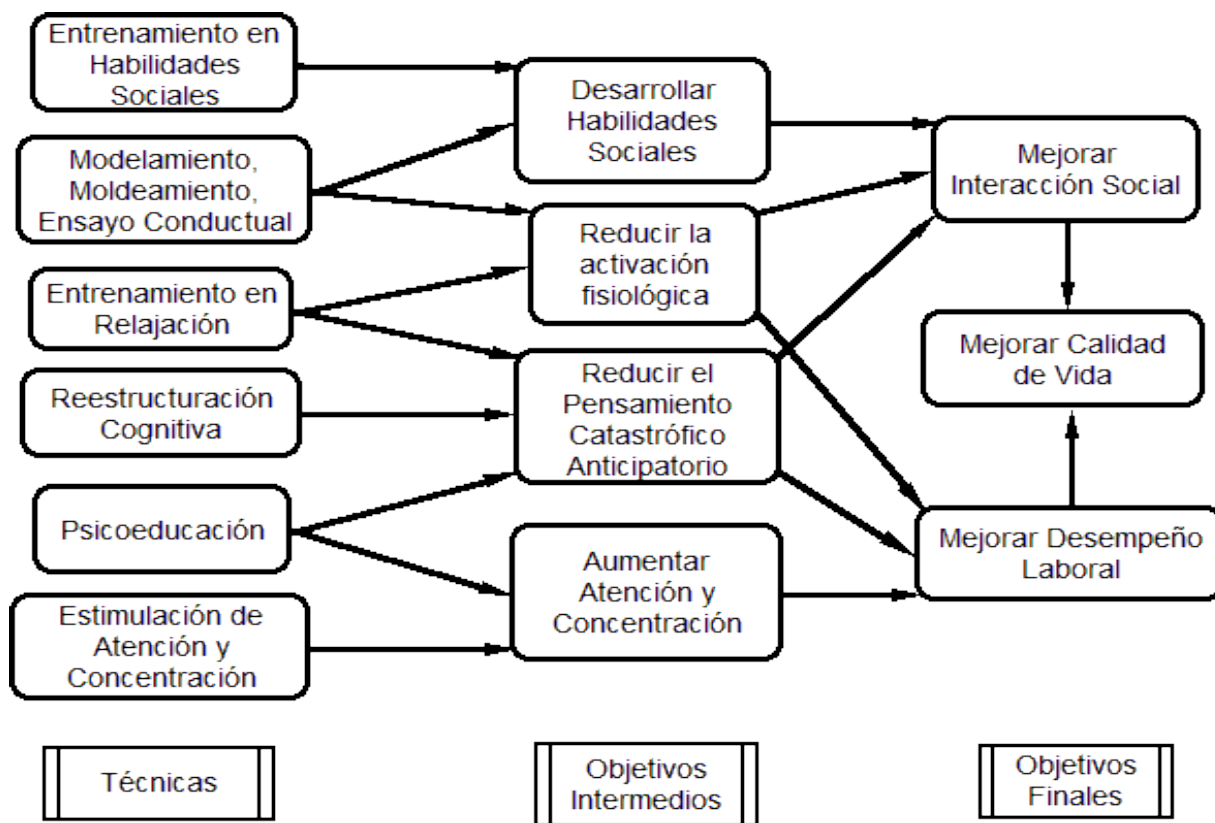 Entrenamiento en
Habilidades
Sociales
Modelamiento,
Moldeamiento,
Ensayo Conductual
Entrenamiento en
Relajación
Reestructuración
Cognitiva
Psicoeducación
Estimulación de
Atención y
Concentración
Desarrollar
Habilidades
Sociales
Reducir la
activación
fisiológica
Reducir el
Pensamiento
Catastrófico
Anticipatorio
Aumentar
Atención y
Concentración
Mejorar
Interacción Social
Mejorar Calidad
de Vida
Mejorar Desempeño
Laboral
Técnicas
Objetivos
Intermedios
Objetivos
Finales